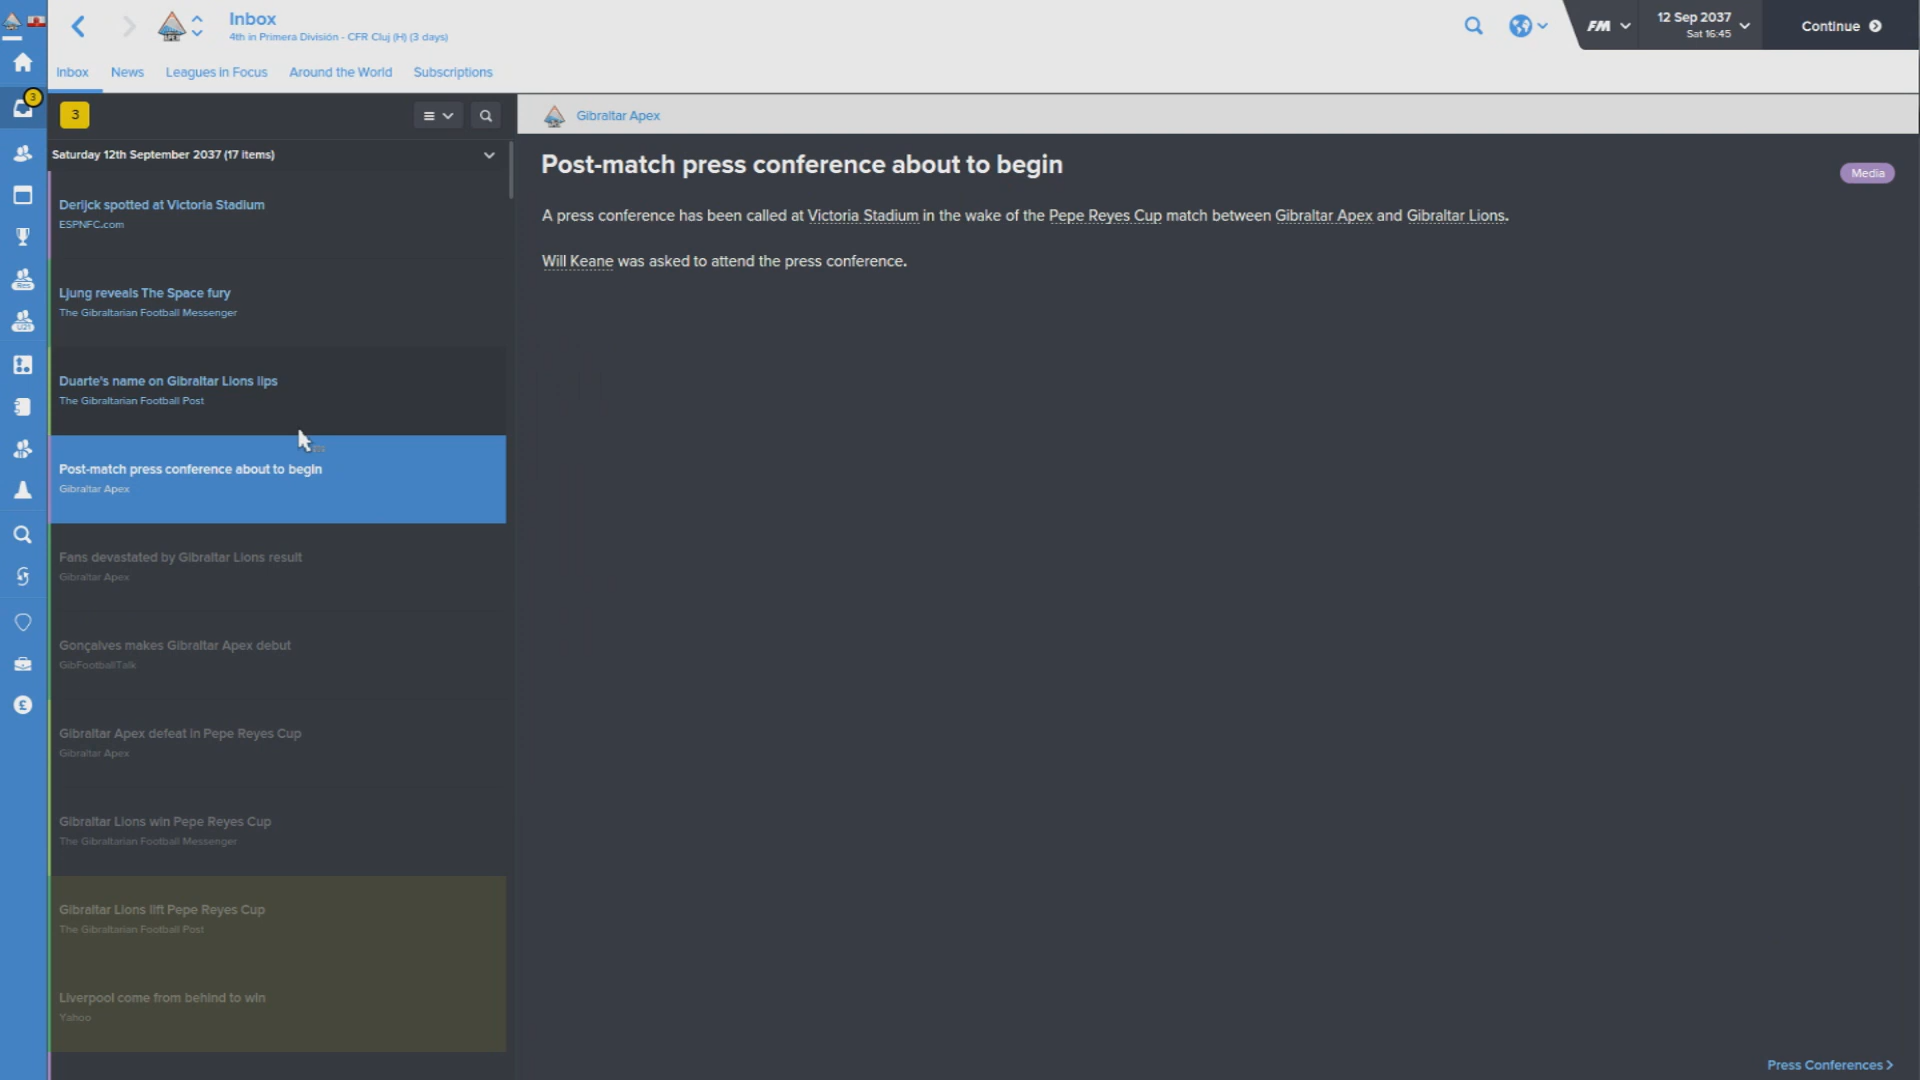 Inbox
4th in Primera División - CFR Cluj (H) (3 days)
FM
12 Sep 2037
Sat 16:45
Continue
Inbox
News
Leagues in Focus
Around the World
Subscriptions
3
3
Gibraltar Apex
Saturday 12th September 2037 (17 items)
Derijck spotted at Victoria Stadium
ESPNFC.com
Ljung reveals The Space fury
The Gibraltarian Football Messenger
Duarte's name on Gibraltar Lions lips
The Gibraltarian Football Post
Post-match press conference about to begin
Gibraltar Apex
Fans devastated by Gibraltar Lions result
Gibraltar Apex
Gonçalves makes Gibraltar Apex debut
GibFootballTalk
Gibraltar Apex defeat in Pepe Reyes Cup
Gibraltar Apex
Gibraltar Lions win Pepe Reyes Cup
The Gibraltarian Football Messenger
Gibraltar Lions lift Pepe Reyes Cup
The Gibraltarian Football Post
Liverpool come from behind to win
Yahoo
Post-match press conference about to begin
Media
A press conference has been called at Victoria Stadium in the wake of the Pepe Reyes Cup match between Gibraltar Apex and Gibraltar Lions.
Will Keane was asked to attend the press conference.
Press Conferences >
Res
U21